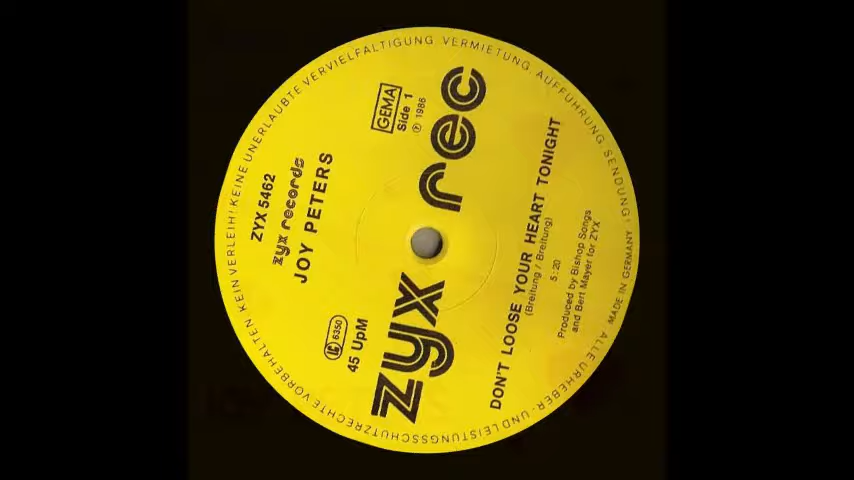 ALLE URHEBER- UND LEISTUNGSSCHUTZRECHTE VORBEHALTEN KEIN VERLEIH! KEINE UNERLAUBTE VERVIELFÄLTIGUNG VERMIETUNG, AUFFÜHRUNG, SENDUNG!
ZYX 5462
zyx records
JOY PETERS
LC 6350
45 UpM
GEMA
Side 1
℗ 1986
zyx rec
DON'T LOOSE YOUR HEART TONIGHT
(Breitung / Breitung)
5:20
Produced by Bishop Songs
and Bert Mayer for ZYX
MADE IN GERMANY